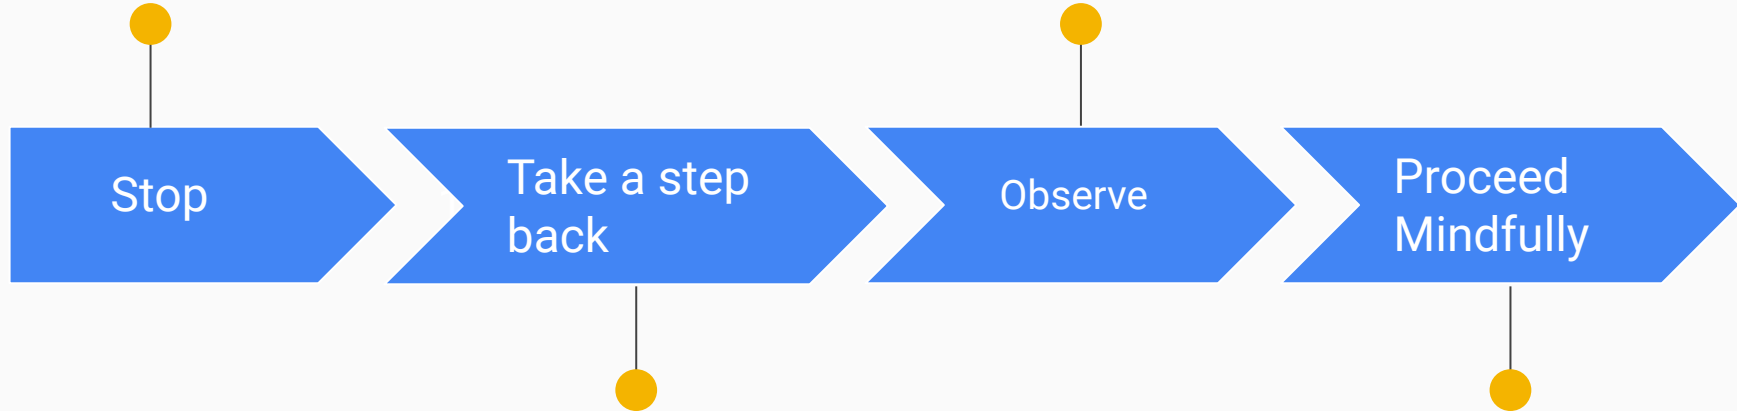 Stop
Take a step
back
Observe
Proceed
Mindfully